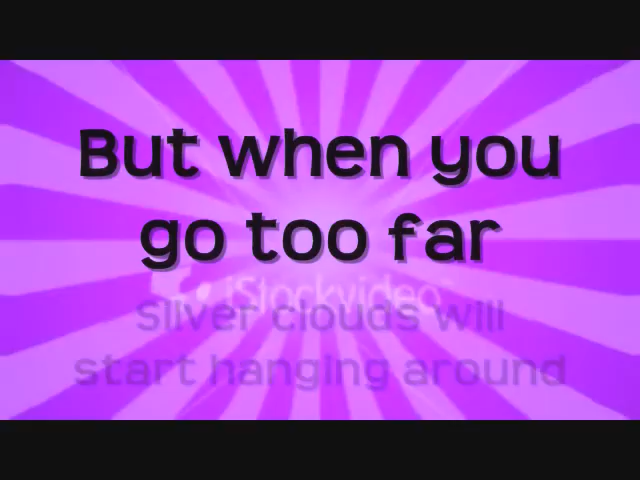 But when you
go too far
iStockvideo
Silver clouds will
start hanging around